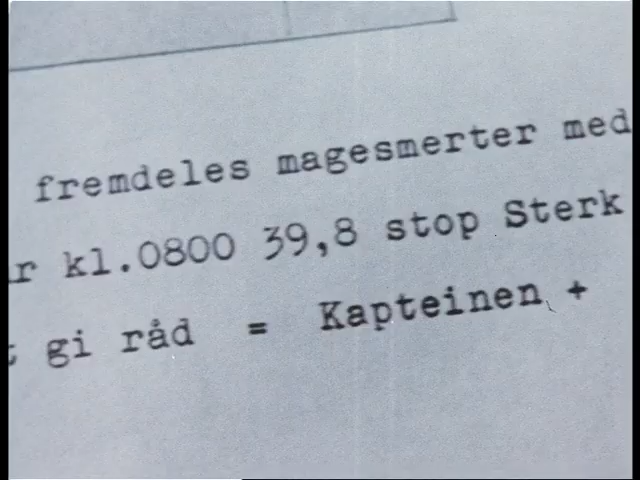 fremdeles magesmerter med
r kl.0800 39,8 stop Sterk
gi råd = Kapteinen +